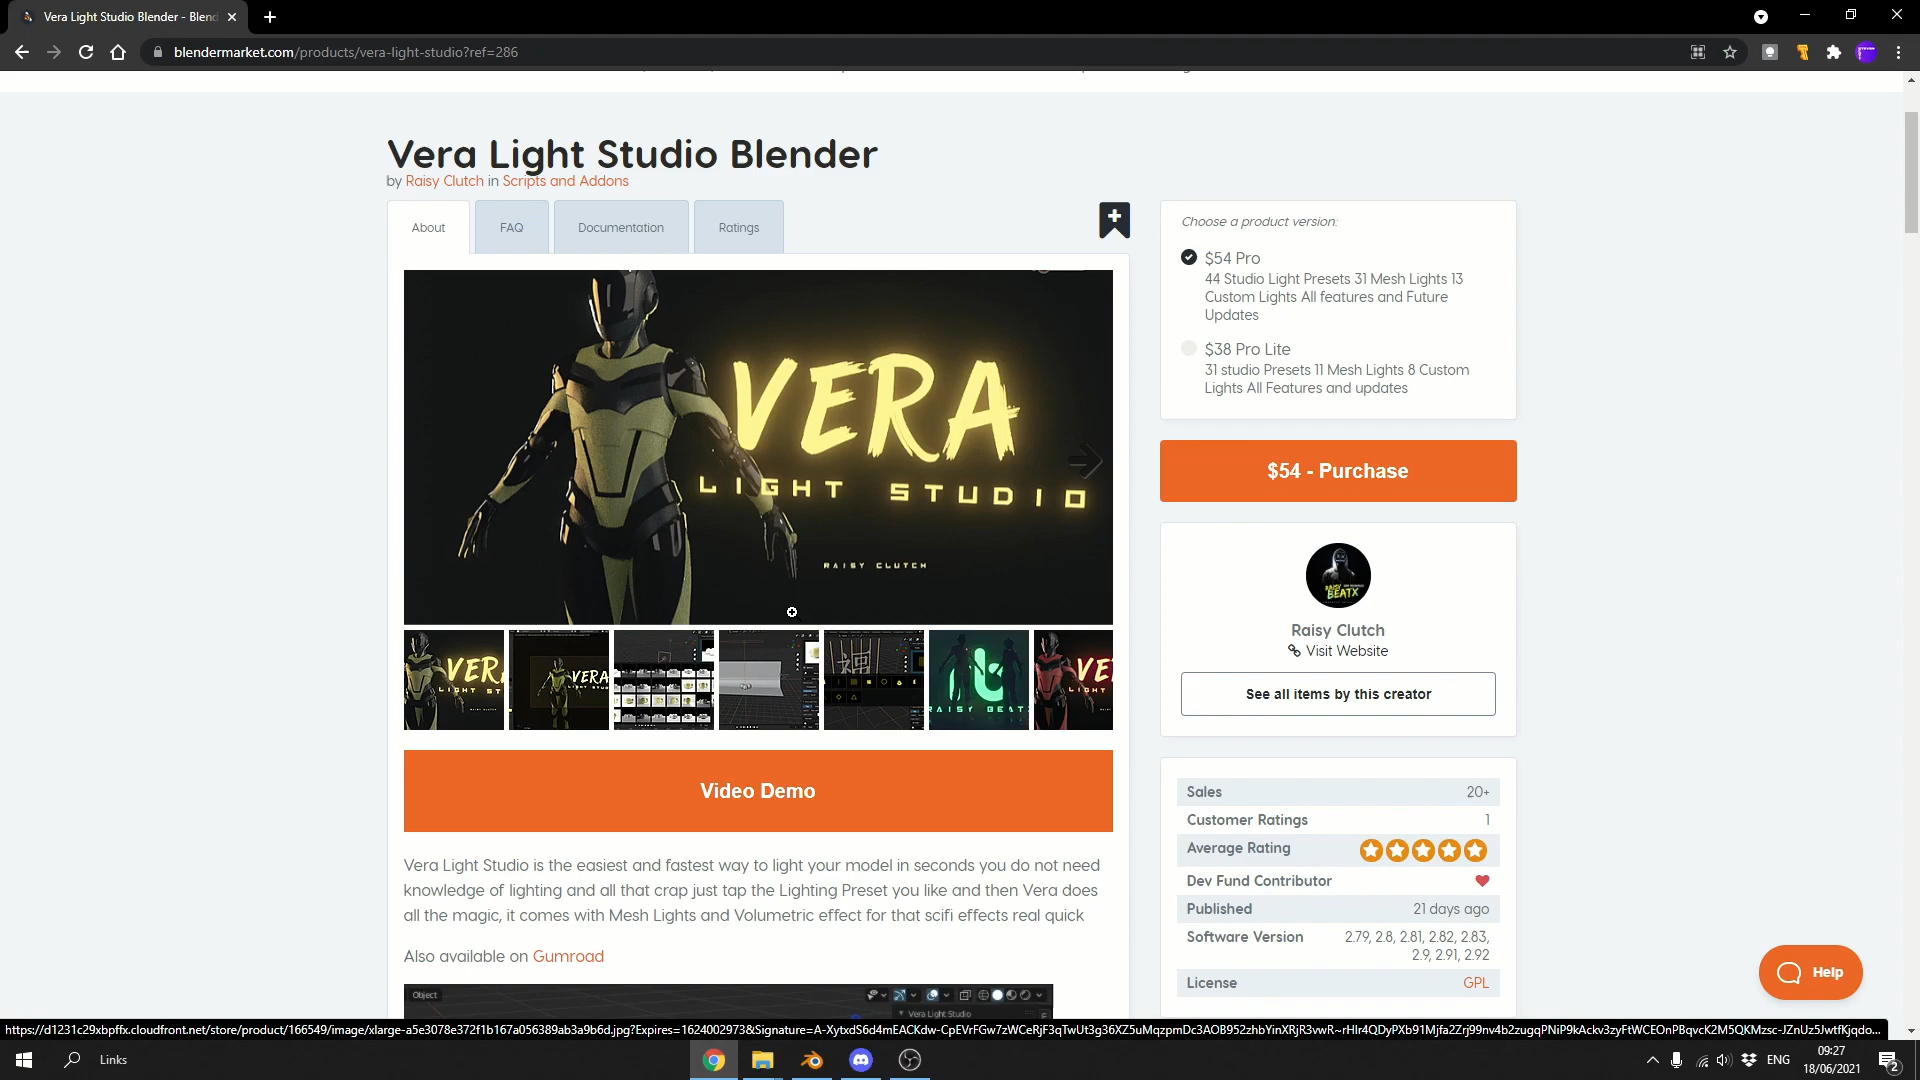 Vera Light Studio Blender - Blend
blendermarket.com/products/vera-light-studio?ref=286
Vera Light Studio Blender
by Raisy Clutch in Scripts and Addons
About
FAQ
Documentation
Ratings
VERA
LIGHT STUDIO
RAISY CLUTCH
Video Demo
Vera Light Studio is the easiest and fastest way to light your model in seconds you do not need
knowledge of lighting and all that crap just tap the Lighting Preset you like and then Vera does
all the magic, it comes with Mesh Lights and Volumetric effect for that scifi effects real quick
Also available on Gumroad
Object
Vera Light Studio
Choose a product version:
$54 Pro
44 Studio Light Presets 31 Mesh Lights 13
Custom Lights All features and Future
Updates
$38 Pro Lite
31 studio Presets 11 Mesh Lights 8 Custom
Lights All Features and updates
$54 - Purchase
Raisy Clutch
Visit Website
See all items by this creator
Sales 20+
Customer Ratings 1
Average Rating
Dev Fund Contributor
Published 21 days ago
Software Version 2.79, 2.8, 2.81, 2.82, 2.83,
2.9, 2.91, 2.92
License GPL
Help
Links
ENG
09:27
18/06/2021
2